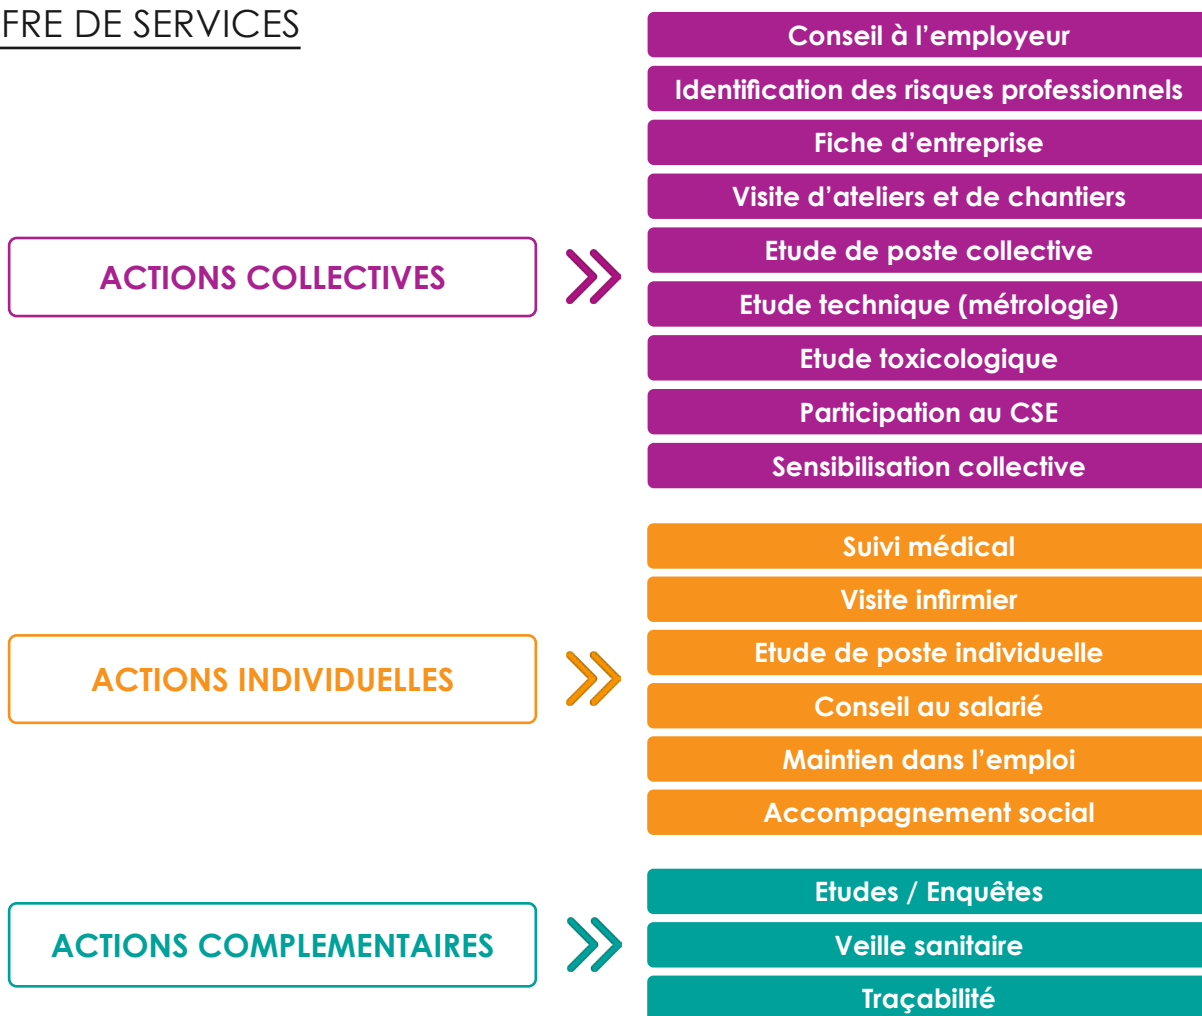 FRE DE SERVICES
ACTIONS COLLECTIVES
Conseil à l’employeur
Identification des risques professionnels
Fiche d’entreprise
Visite d’ateliers et de chantiers
Etude de poste collective
Etude technique (métrologie)
Etude toxicologique
Participation au CSE
Sensibilisation collective
ACTIONS INDIVIDUELLES
Suivi médical
Visite infirmier
Etude de poste individuelle
Conseil au salarié
Maintien dans l’emploi
Accompagnement social
ACTIONS COMPLEMENTAIRES
Etudes / Enquêtes
Veille sanitaire
Traçabilité